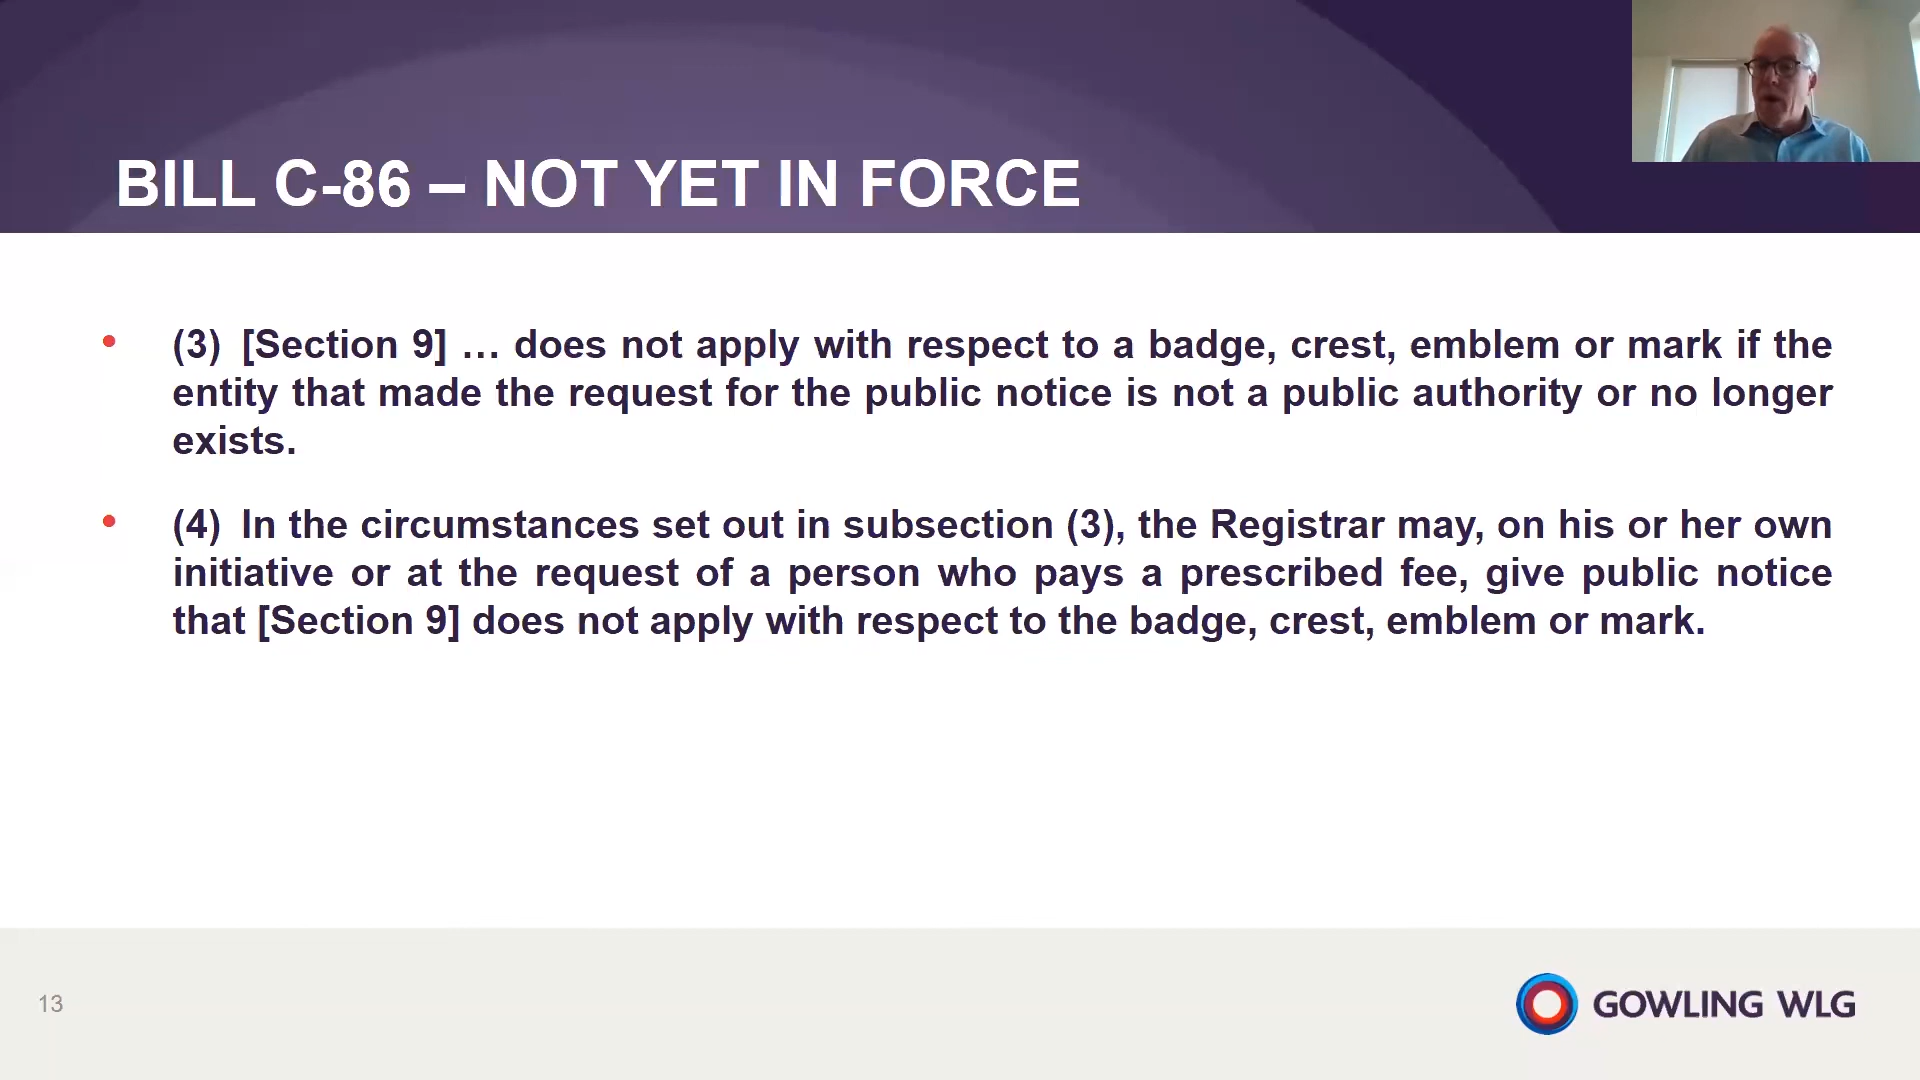 BILL C-86 – NOT YET IN FORCE
• (3) [Section 9] … does not apply with respect to a badge, crest, emblem or mark if the
entity that made the request for the public notice is not a public authority or no longer
exists.
• (4) In the circumstances set out in subsection (3), the Registrar may, on his or her own
initiative or at the request of a person who pays a prescribed fee, give public notice
that [Section 9] does not apply with respect to the badge, crest, emblem or mark.
13
GOWLING WLG